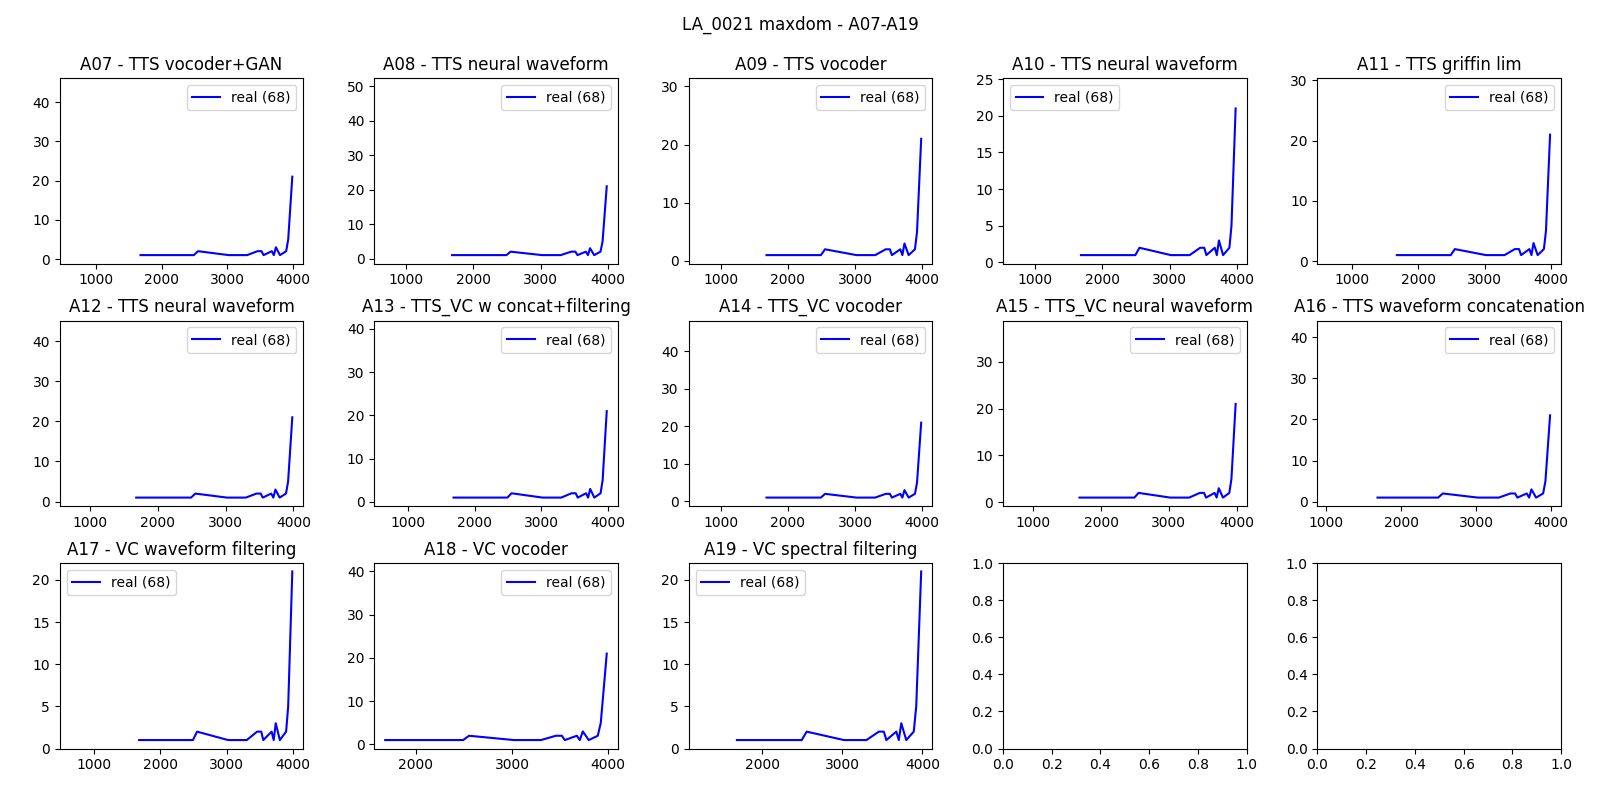 LA_0021 maxdom - A07-A19
A07 - TTS vocoder+GAN
real (68)
40
30
20
10
0
1000 2000 3000 4000
A08 - TTS neural waveform
real (68)
50
40
30
20
10
0
1000 2000 3000 4000
A09 - TTS vocoder
real (68)
30
20
10
0
1000 2000 3000 4000
A10 - TTS neural waveform
real (68)
25
20
15
10
5
0
1000 2000 3000 4000
A11 - TTS griffin lim
real (68)
30
20
10
0
1000 2000 3000 4000
A12 - TTS neural waveform
real (68)
40
30
20
10
0
1000 2000 3000 4000
A13 - TTS_VC w concat+filtering
real (68)
40
30
20
10
0
1000 2000 3000 4000
A14 - TTS_VC vocoder
real (68)
40
30
20
10
0
1000 2000 3000 4000
A15 - TTS_VC neural waveform
real (68)
30
20
10
0
1000 2000 3000 4000
A16 - TTS waveform concatenation
real (68)
40
30
20
10
0
1000 2000 3000 4000
A17 - VC waveform filtering
real (68)
20
15
10
5
0
1000 2000 3000 4000
A18 - VC vocoder
real (68)
40
30
20
10
0
2000 3000 4000
A19 - VC spectral filtering
real (68)
20
15
10
5
0
2000 3000 4000
1.0
0.8
0.6
0.4
0.2
0.0
0.0 0.2 0.4 0.6 0.8 1.0
1.0
0.8
0.6
0.4
0.2
0.0
0.0 0.2 0.4 0.6 0.8 1.0